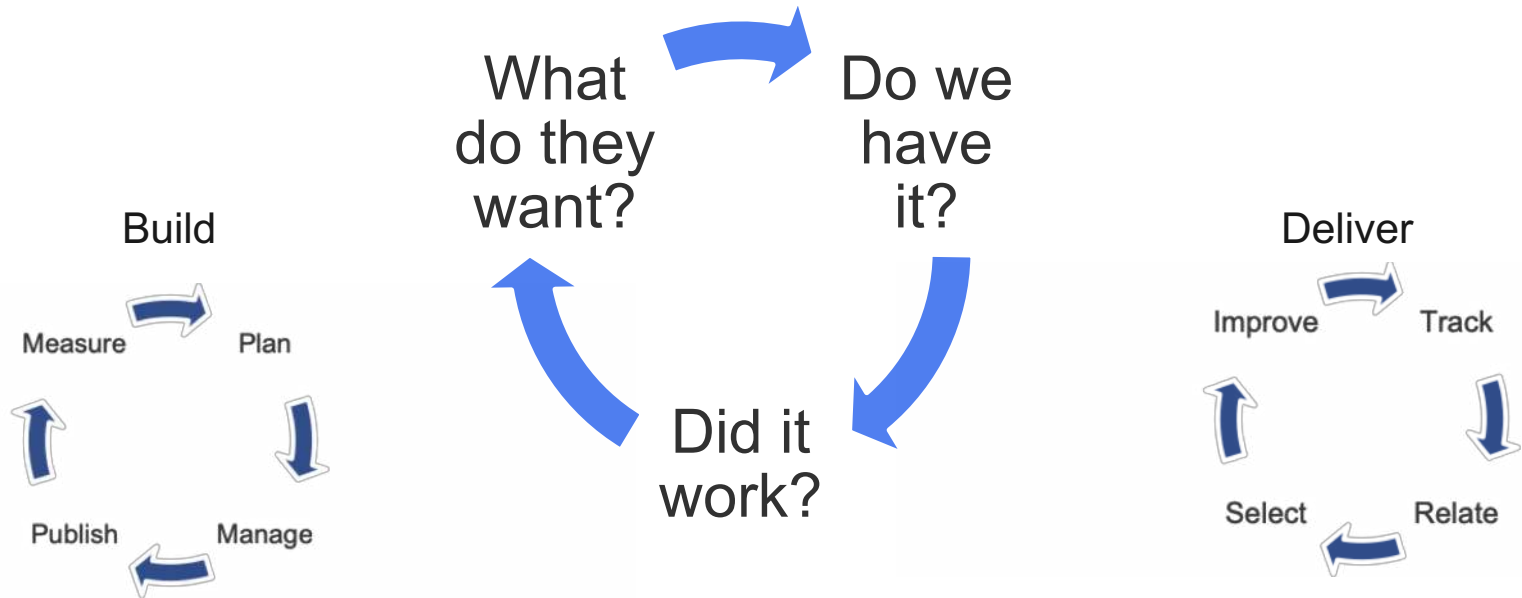 What
do they
want?
Do we
have
it?
Did it
work?
Build
Measure
Plan
Publish
Manage
Deliver
Improve
Track
Select
Relate